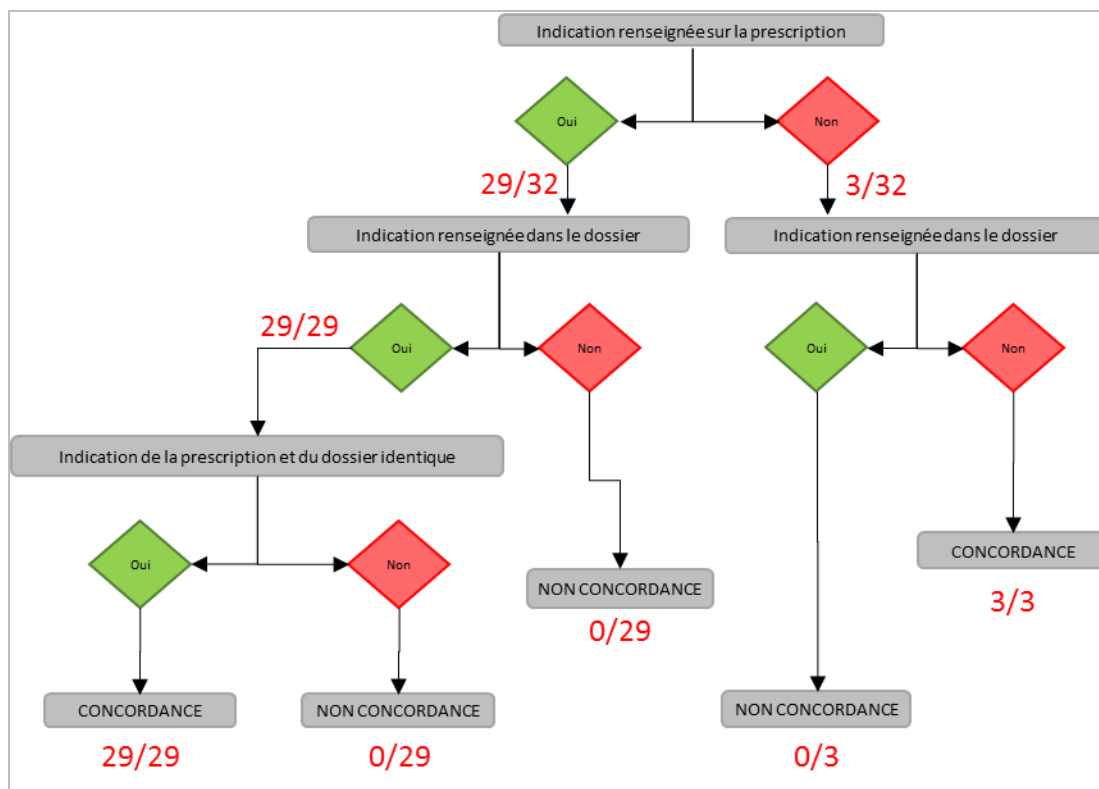 Indication renseignée sur la prescription
Oui
Non
29/32
3/32
Indication renseignée dans le dossier
Indication renseignée dans le dossier
29/29
Oui
Non
Oui
Non
Indication de la prescription et du dossier identique
Oui
Non
CONCORDANCE
NON CONCORDANCE
3/3
0/29
CONCORDANCE
NON CONCORDANCE
NON CONCORDANCE
29/29
0/29
0/3